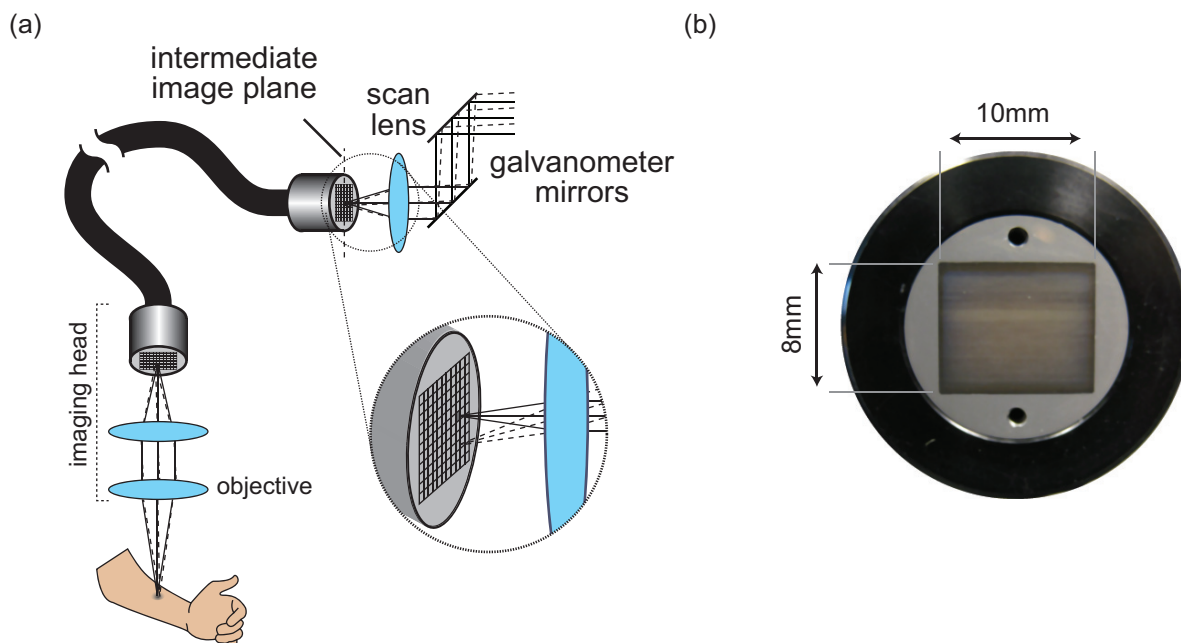 (a)
intermediate
image plane
scan
lens
galvanometer
mirrors
imaging head
objective
(b)
10mm
8mm